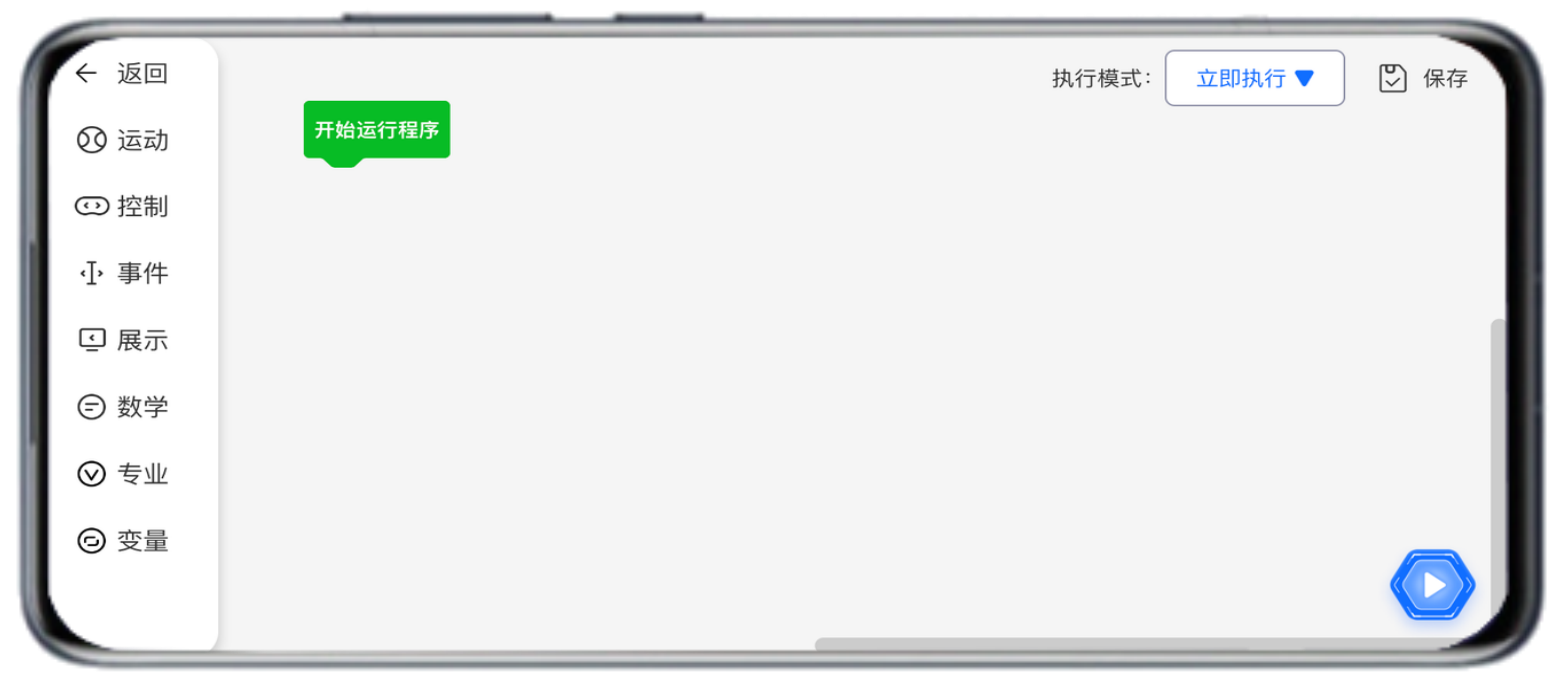 返回
执行模式：
立即执行
保存
开始运行程序
运动
控制
事件
展示
数学
专业
变量